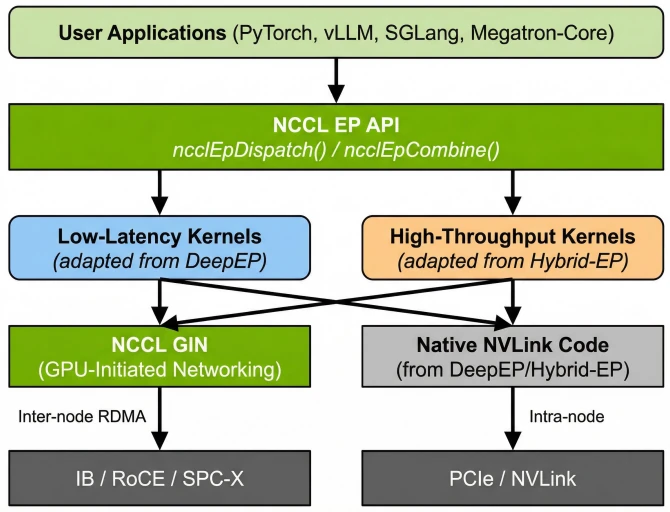 User Applications (PyTorch, vLLM, SGLang, Megatron-Core)
NCCL EP API
ncclEpDispatch() / ncclEpCombine()
Low-Latency Kernels
(adapted from DeepEP)
High-Throughput Kernels
(adapted from Hybrid-EP)
NCCL GIN
(GPU-Initiated Networking)
Native NVLink Code
(from DeepEP/Hybrid-EP)
Inter-node RDMA
Intra-node
IB / RoCE / SPC-X
PCIe / NVLink